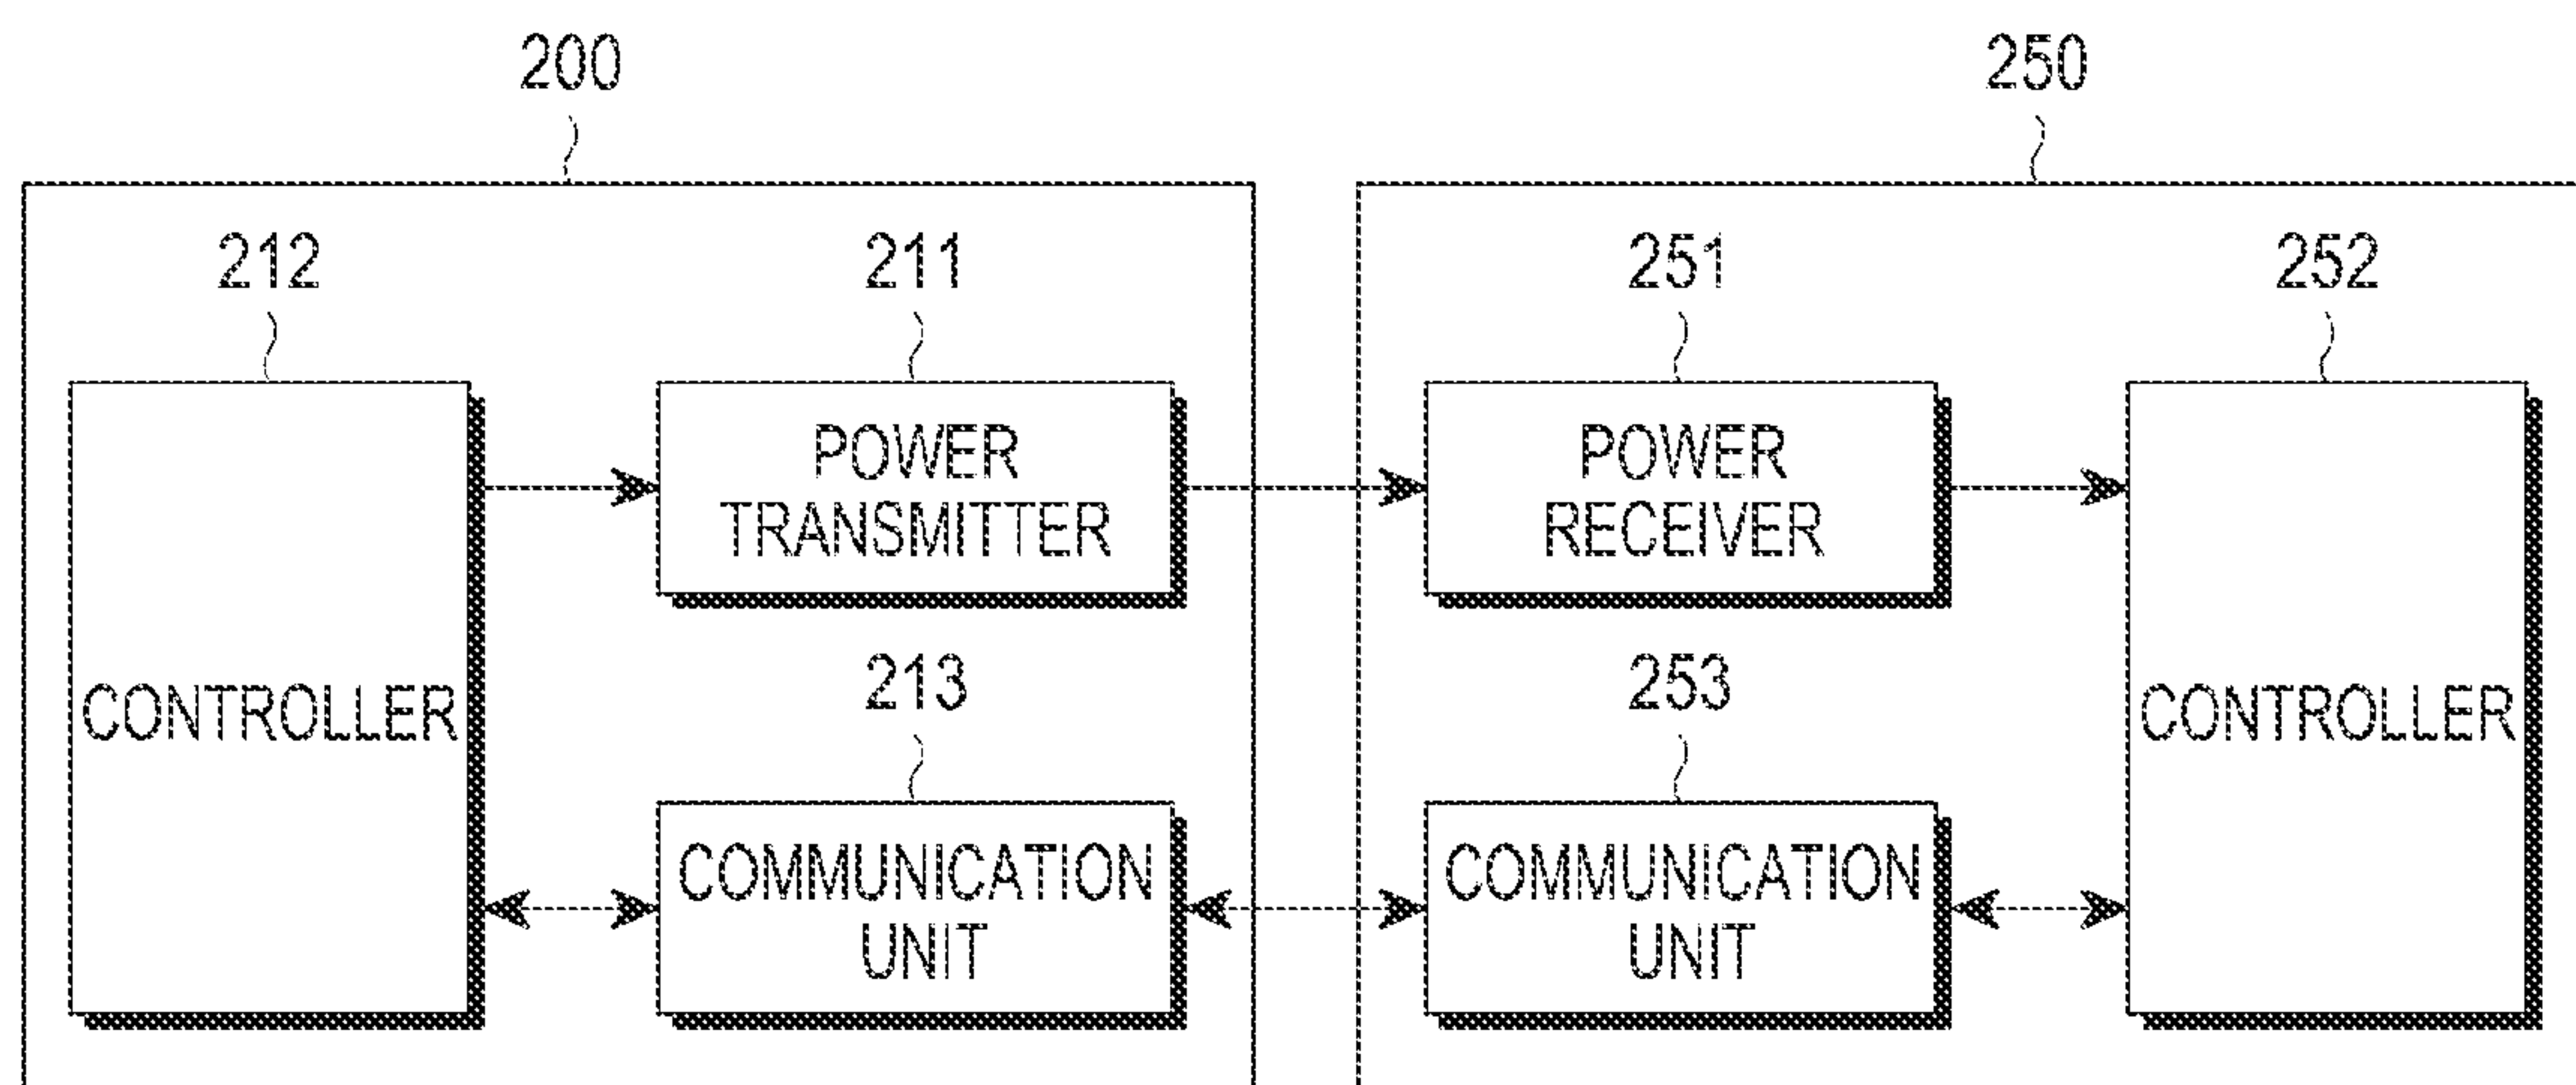 200
250
212
211
251
252
POWER
TRANSMITTER
POWER
RECEIVER
213
253
CONTROLLER
CONTROLLER
COMMUNICATION
UNIT
COMMUNICATION
UNIT